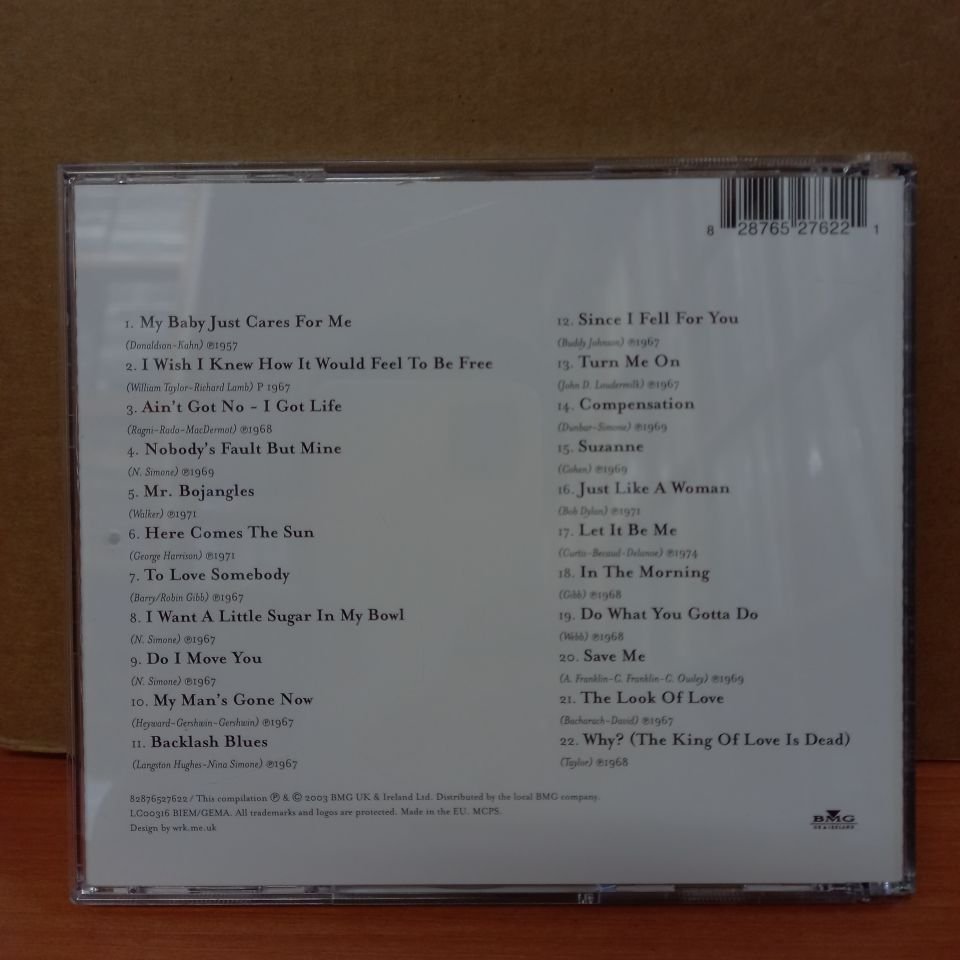 8 28765 27622 1
1. My Baby Just Cares For Me
(Donaldson-Kahn) ℗1957
2. I Wish I Knew How It Would Feel To Be Free
(William Taylor-Richard Lamb) P 1967
3. Ain't Got No - I Got Life
(Ragni-Rado-MacDermot) ℗1968
4. Nobody's Fault But Mine
(N. Simone) ℗1969
5. Mr. Bojangles
(Walker) ℗1971
6. Here Comes The Sun
(George Harrison) ℗1971
7. To Love Somebody
(Barry/Robin Gibb) ℗1967
8. I Want A Little Sugar In My Bowl
(N. Simone) ℗1967
9. Do I Move You
(N. Simone) ℗1967
10. My Man's Gone Now
(Heyward-Gershwin-Gershwin) ℗1967
11. Backlash Blues
(Langston Hughes-Nina Simone) ℗1967
12. Since I Fell For You
(Buddy Johnson) ℗1967
13. Turn Me On
(John D. Loudermilk) ℗1967
14. Compensation
(Dunbar-Simone) ℗1969
15. Suzanne
(Cohen) ℗1969
16. Just Like A Woman
(Bob Dylan) ℗1971
17. Let It Be Me
(Curtis-Becaud-Delanoe) ℗1974
18. In The Morning
(Gibb) ℗1968
19. Do What You Gotta Do
(Webb) ℗1968
20. Save Me
(A. Franklin-C. Franklin-C. Ousley) ℗1969
21. The Look Of Love
(Bacharach-David) ℗1967
22. Why? (The King Of Love Is Dead)
(Taylor) ℗1968
82876527622 / This compilation ℗ & © 2003 BMG UK & Ireland Ltd. Distributed by the local BMG company.
LC00316 BIEM/GEMA. All trademarks and logos are protected. Made in the EU. MCPS.
Design by wrk.me.uk
BMG
UK & IRELAND